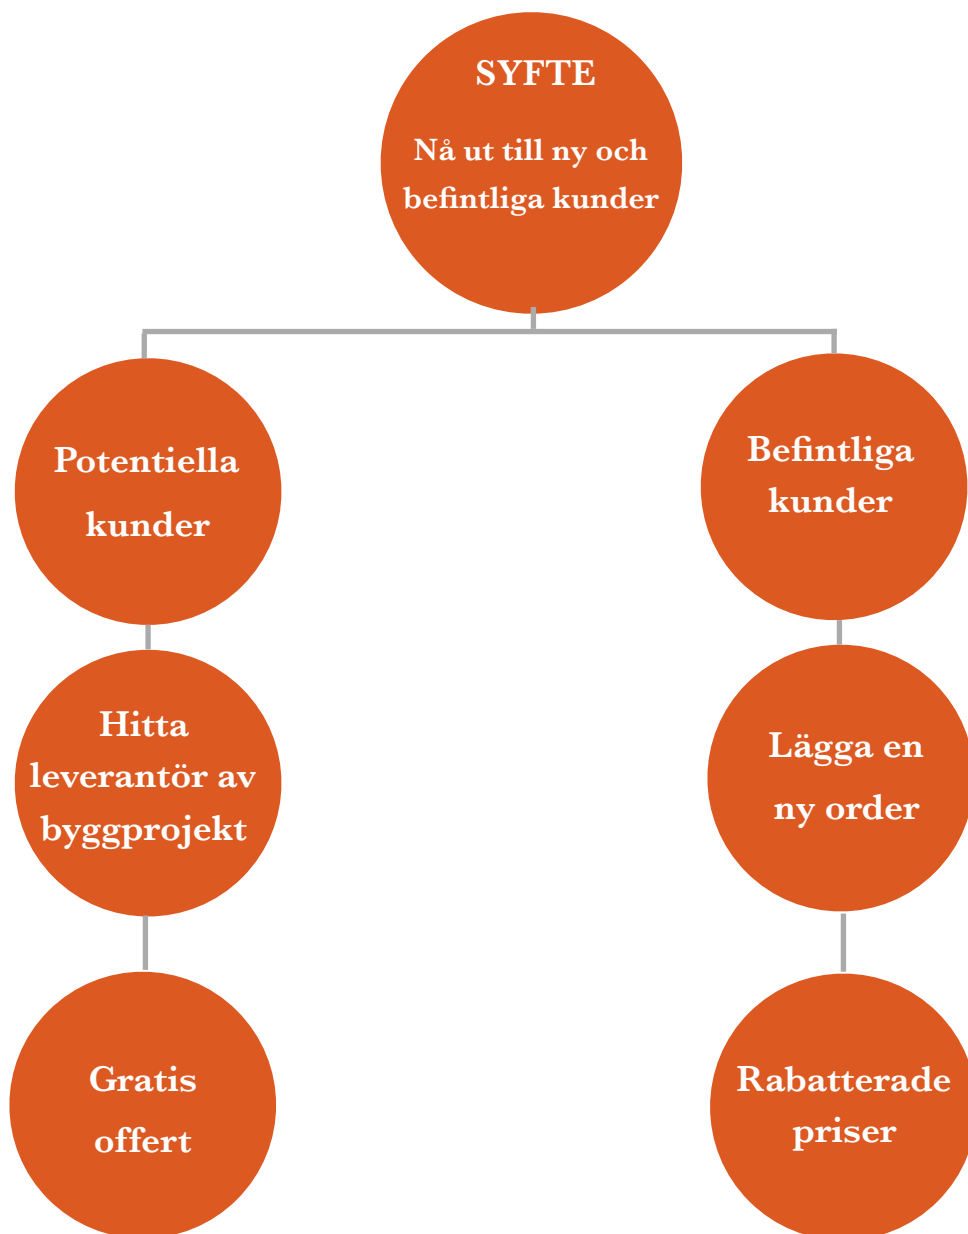 SYFTE
Nå ut till ny och
befintliga kunder
Potentiella
kunder
Befintliga
kunder
Hitta
leverantör av
byggprojekt
Lägga en
ny order
Gratis
offert
Rabatterade
priser